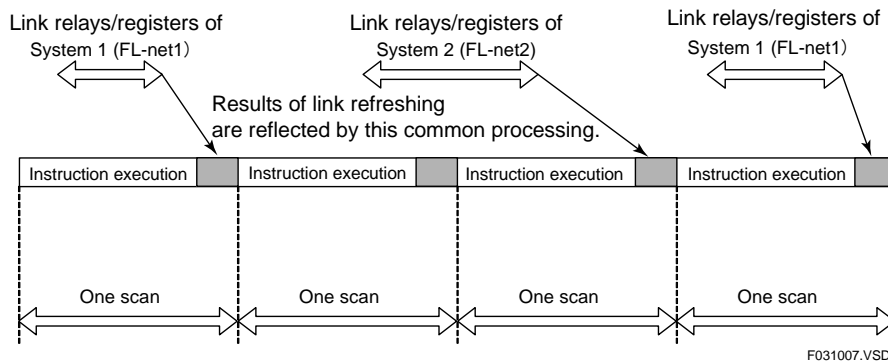 Link relays/registers of
System 1 (FL-net1)
Link relays/registers of
System 2 (FL-net2)
Link relays/registers of
System 1 (FL-net1)
Results of link refreshing
are reflected by this common processing.
Instruction execution
Instruction execution
Instruction execution
Instruction execution
One scan
One scan
One scan
One scan
F031007.VSD